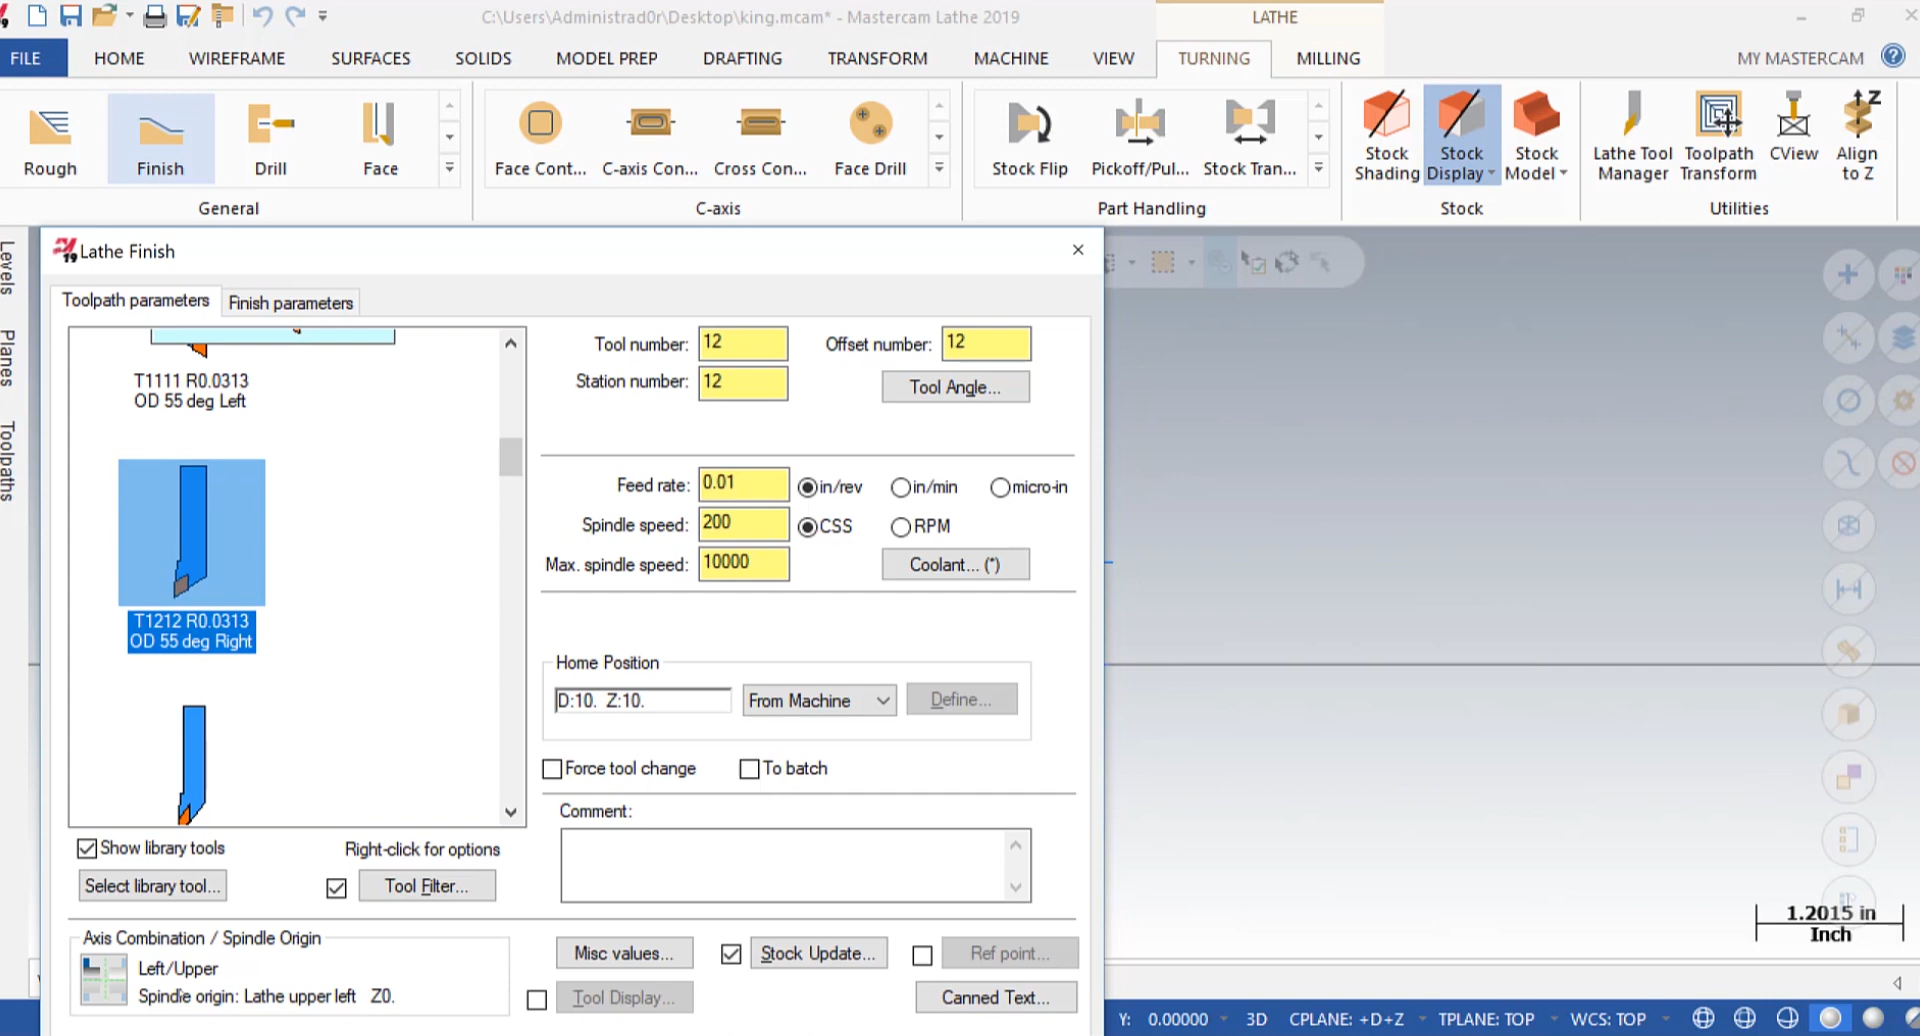 C:\Users\Administrad0r\Desktop\king.mcam* - Mastercam Lathe 2019
LATHE
FILE HOME WIREFRAME SURFACES SOLIDS MODEL PREP DRAFTING TRANSFORM MACHINE VIEW TURNING MILLING MY MASTERCAM ?
Rough Finish Drill Face
Face Cont... C-axis Con... Cross Con... Face Drill
Stock Flip Pickoff/Pul... Stock Tran...
Stock Shading
Stock Display
Stock Model
Lathe Tool Manager
Toolpath Transform
CView
Z
Align to Z
General C-axis Part Handling Stock Utilities
Levels
Planes
Toolpaths
19 Lathe Finish
Toolpath parameters Finish parameters
T1111 R0.0313
OD 55 deg Left
T1212 R0.0313
OD 55 deg Right
Tool number: 12 Offset number: 12
Station number: 12 Tool Angle...
Feed rate: 0.01 in/rev in/min micro-in
Spindle speed: 200 CSS RPM
Max. spindle speed: 10000 Coolant... (*)
Home Position
D:10. Z:10. From Machine Define...
Force tool change To batch
Comment:
Show library tools Right-click for options
Select library tool... Tool Filter...
Axis Combination / Spindle Origin
Left/Upper
Spindle origin: Lathe upper left Z0.
Misc values... Stock Update... Ref point...
Tool Display... Canned Text...
1.2015 in
Inch
Y: 0.00000 3D CPLANE: +D+Z TPLANE: TOP WCS: TOP